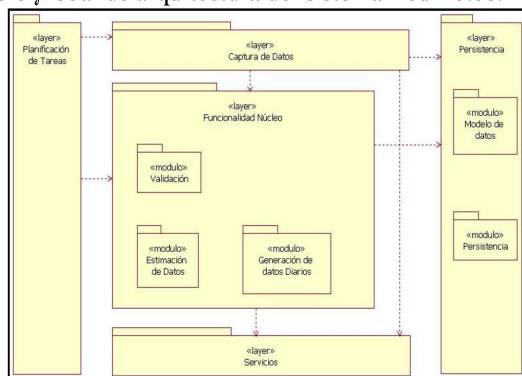 «layer»
Planificación
de Tareas
«layer»
Captura de Datos
«layer»
Persistencia
«layer»
Funcionalidad Núcleo
«modulo»
Modelo de
datos
«modulo»
Validación
«modulo»
Estimación
de Datos
«modulo»
Generación de
datos Diarios
«modulo»
Persistencia
«layer»
Servicios